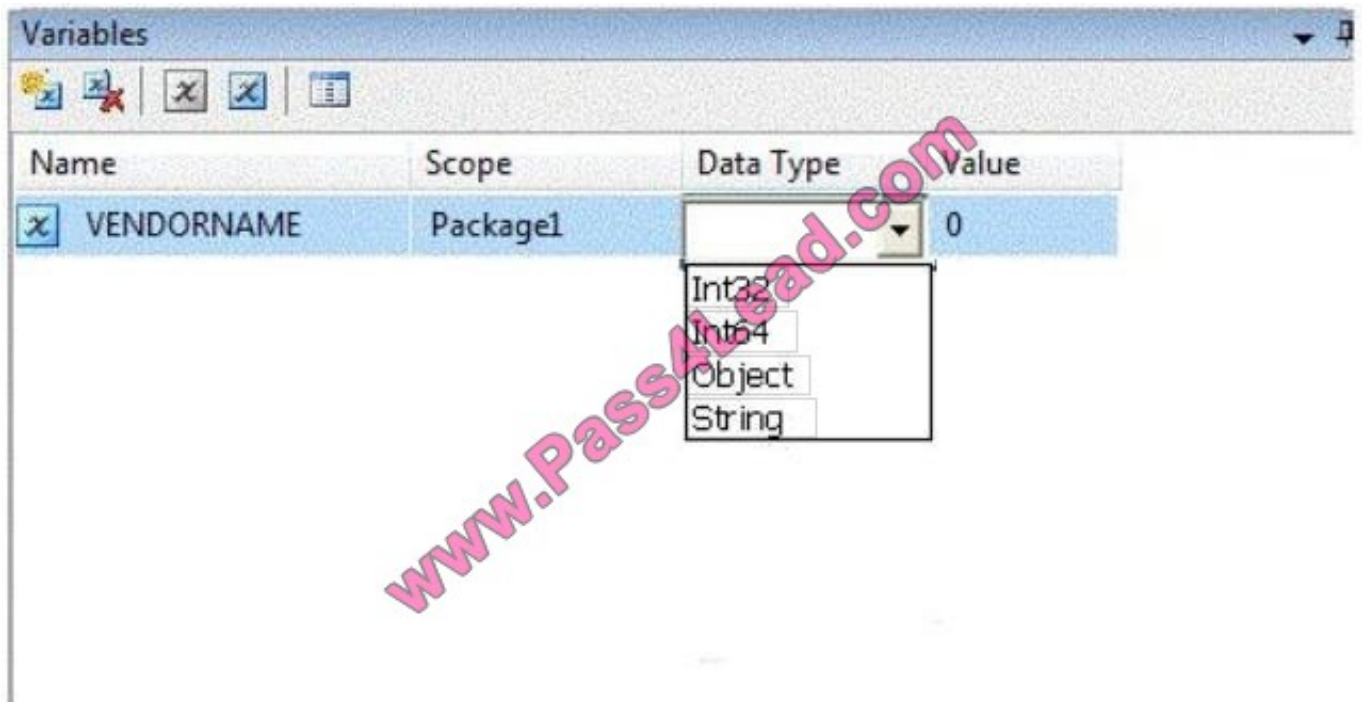 Variables
Name Scope Data Type Value
VENDORNAME Package1 0
Int32
Int64
Object
String
www.Pass4Lead.com